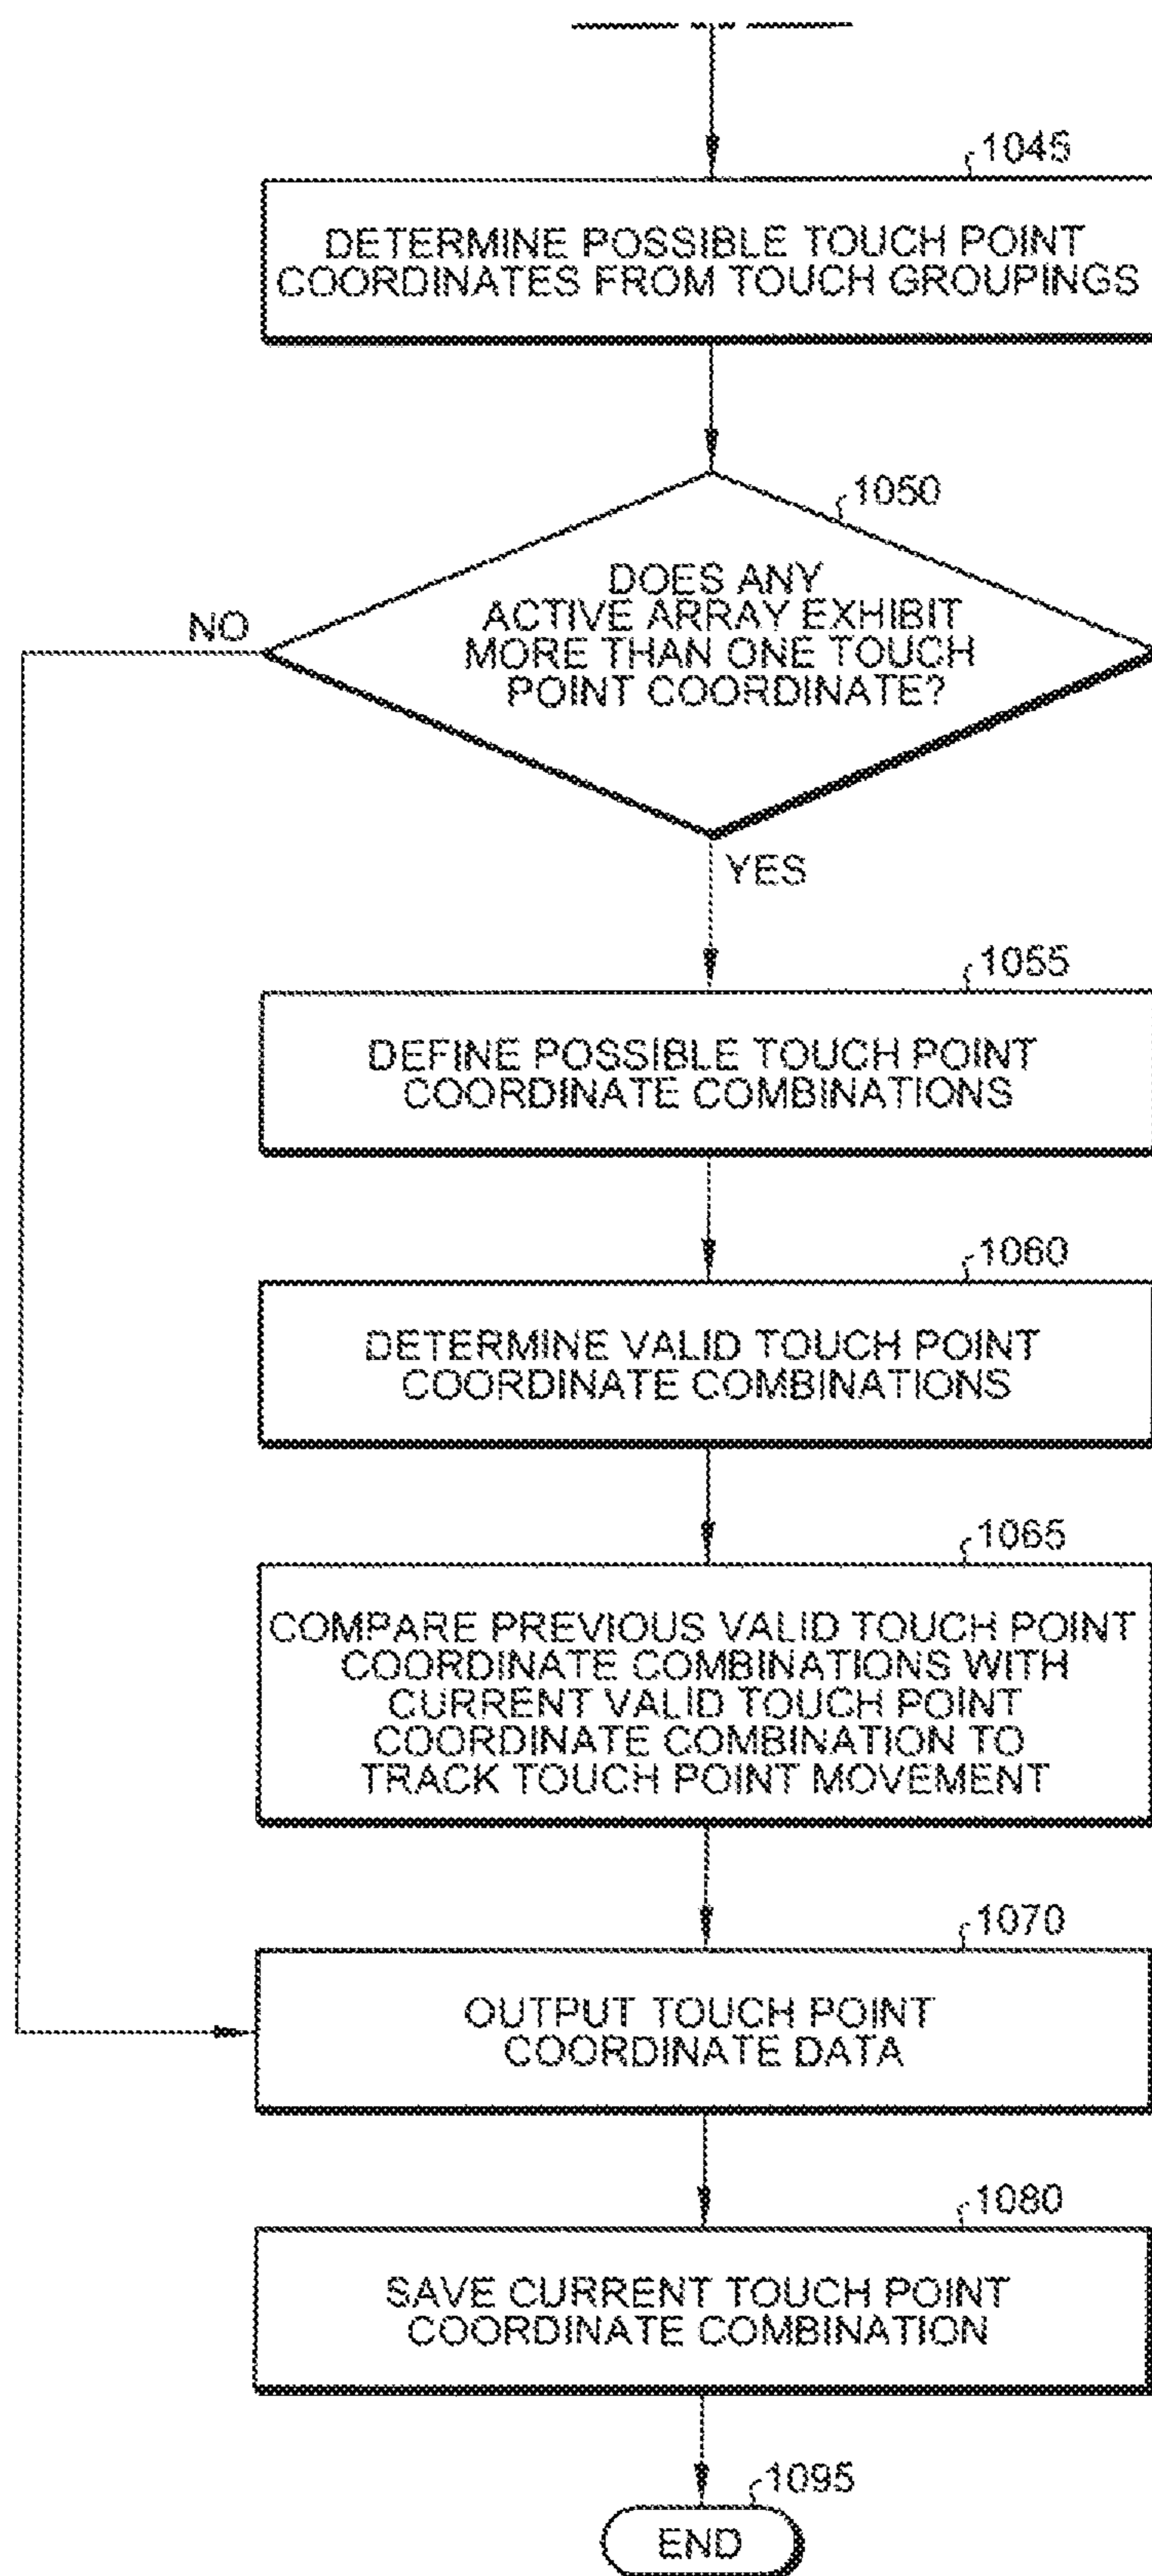 1045
DETERMINE POSSIBLE TOUCH POINT
COORDINATES FROM TOUCH GROUPINGS
1050
DOES ANY
ACTIVE ARRAY EXHIBIT
MORE THAN ONE TOUCH
POINT COORDINATE?
NO
YES
1055
DEFINE POSSIBLE TOUCH POINT
COORDINATE COMBINATIONS
1060
DETERMINE VALID TOUCH POINT
COORDINATE COMBINATIONS
1065
COMPARE PREVIOUS VALID TOUCH POINT
COORDINATE COMBINATIONS WITH
CURRENT VALID TOUCH POINT
COORDINATE COMBINATION TO
TRACK TOUCH POINT MOVEMENT
1070
OUTPUT TOUCH POINT
COORDINATE DATA
1080
SAVE CURRENT TOUCH POINT
COORDINATE COMBINATION
1095
END